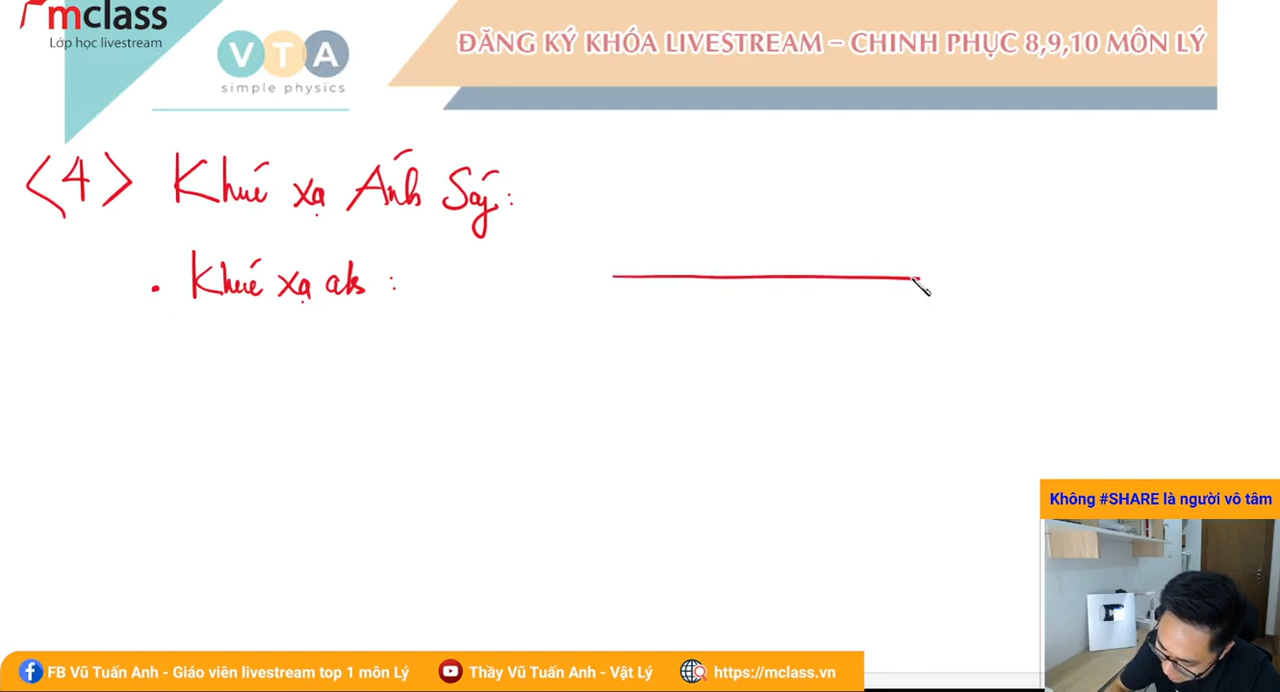 mclass
Lớp học livestream
VTA
simple physics
ĐĂNG KÝ KHÓA LIVESTREAM – CHINH PHỤC 8,9,10 MÔN LÝ
<4> Khúc xạ Ánh Sáng:
. Khúc xạ as :
Không #SHARE là người vô tâm
FB Vũ Tuấn Anh - Giáo viên livestream top 1 môn Lý
Thầy Vũ Tuấn Anh - Vật Lý
https://mclass.vn